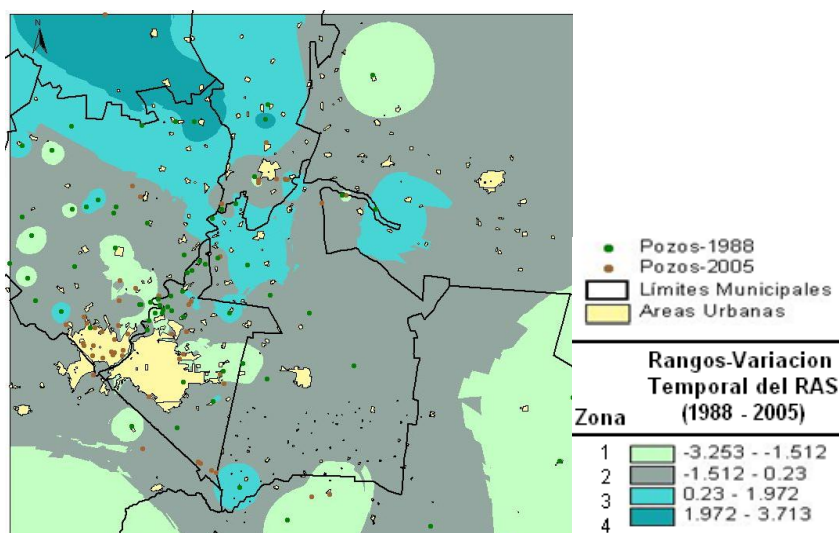 N
Pozos-1988
Pozos-2005
Límites Municipales
Areas Urbanas
Rangos-Variacion
Temporal del RAS
Zona (1988 - 2005)
1 -3.253 - -1.512
2 -1.512 - 0.23
3 0.23 - 1.972
4 1.972 - 3.713